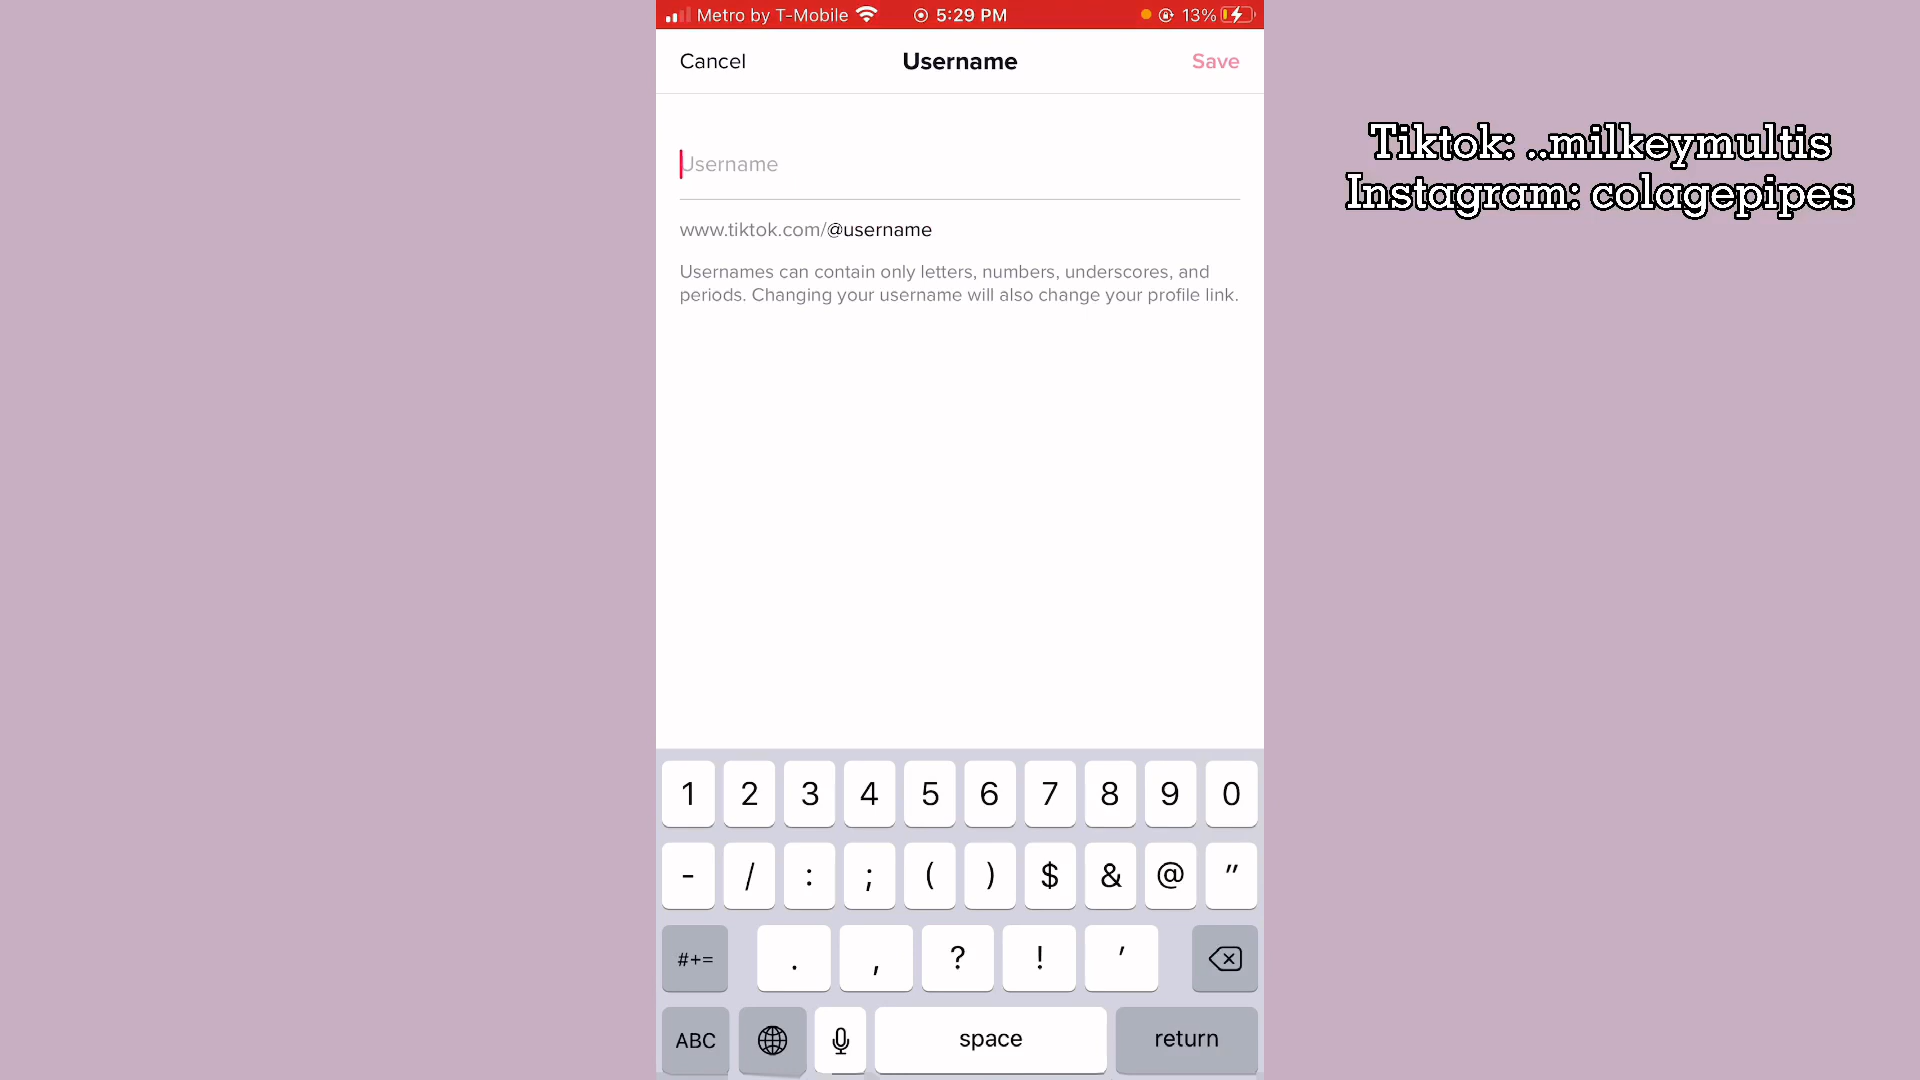 Metro by T-Mobile 5:29 PM 13%
Cancel Username Save
Username
www.tiktok.com/@username
Usernames can contain only letters, numbers, underscores, and
periods. Changing your username will also change your profile link.
Tiktok: ..milkeymultis
Instagram: colagepipes
1 2 3 4 5 6 7 8 9 0
- / : ; ( ) $ & @ "
#+= . , ? ! '
ABC space return